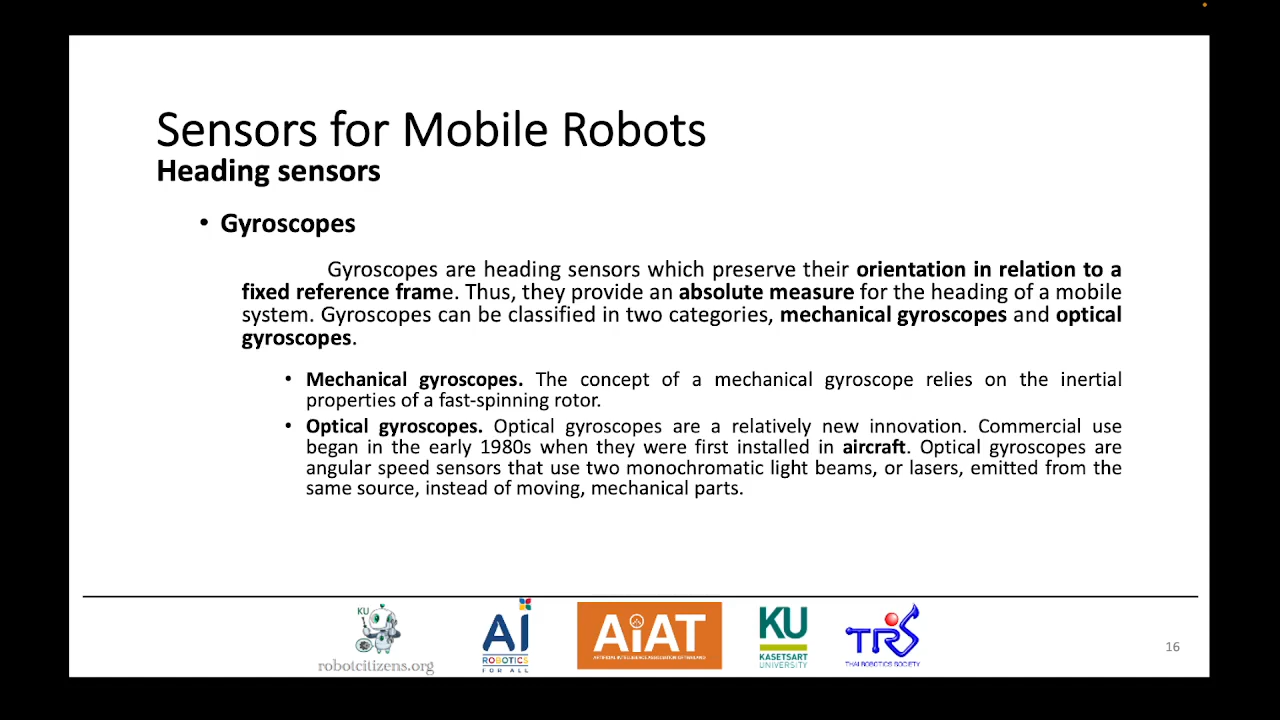 Sensors for Mobile Robots
Heading sensors
• Gyroscopes
Gyroscopes are heading sensors which preserve their orientation in relation to a
fixed reference frame. Thus, they provide an absolute measure for the heading of a mobile
system. Gyroscopes can be classified in two categories, mechanical gyroscopes and optical
gyroscopes.
• Mechanical gyroscopes. The concept of a mechanical gyroscope relies on the inertial
properties of a fast-spinning rotor.
• Optical gyroscopes. Optical gyroscopes are a relatively new innovation. Commercial use
began in the early 1980s when they were first installed in aircraft. Optical gyroscopes are
angular speed sensors that use two monochromatic light beams, or lasers, emitted from the
same source, instead of moving, mechanical parts.
KU
robotcitizens.org
AI
ROBOTICS
FOR ALL
AiAT
ARTIFICIAL INTELLIGENCE ASSOCIATION OF THAILAND
KU
KASETSART
UNIVERSITY
TRS
THAI ROBOTICS SOCIETY
16